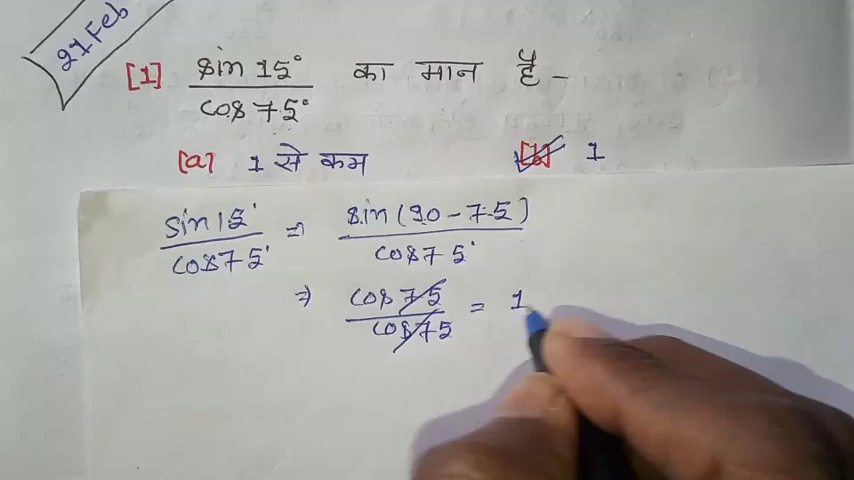 27 Feb
[1] sin 15° / cos 75° का मान है -
[a] 1 से कम [b] 1
sin 15° / cos 75° ⇒ sin (90 - 75) / cos 75°
⇒ cos 75 / cos 75 = 1